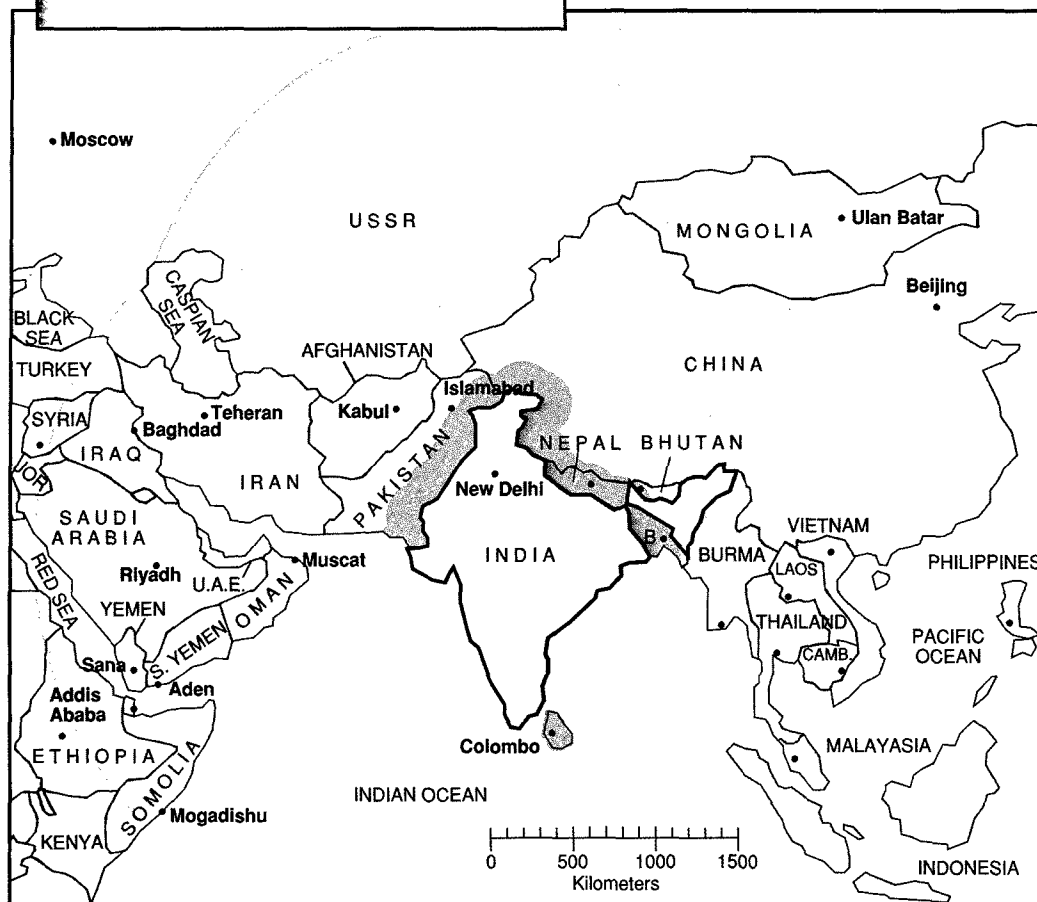 Moscow
USSR
MONGOLIA
Ulan Batar
Beijing
CASPIAN
SEA
BLACK
SEA
TURKEY
AFGHANISTAN
CHINA
Islamabad
SYRIA
Teheran
Kabul
Baghdad
IRAQ
JOR
IRAN
PAKISTAN
NEPAL
BHUTAN
New Delhi
SAUDI
ARABIA
Riyadh
U.A.E.
Muscat
OMAN
RED SEA
YEMEN
S. YEMEN
INDIA
B
BURMA
VIETNAM
LAOS
PHILIPPINES
THAILAND
CAMB.
PACIFIC
OCEAN
Sana
Aden
Addis
Ababa
ETHIOPIA
SOMOLIA
Colombo
MALAYASIA
INDIAN OCEAN
Mogadishu
KENYA
0 500 1000 1500
Kilometers
INDONESIA